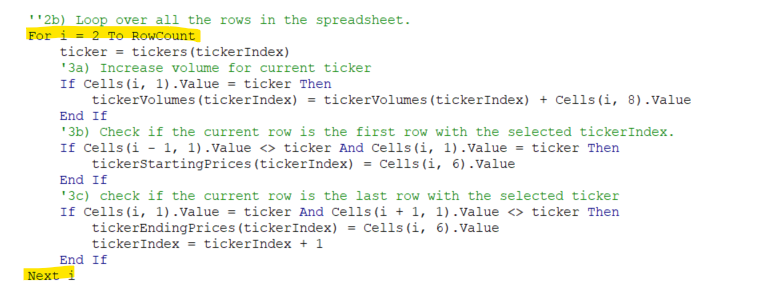 ''2b) Loop over all the rows in the spreadsheet.
For i = 2 To RowCount
ticker = tickers(tickerIndex)
'3a) Increase volume for current ticker
If Cells(i, 1).Value = ticker Then
tickerVolumes(tickerIndex) = tickerVolumes(tickerIndex) + Cells(i, 8).Value
End If
'3b) Check if the current row is the first row with the selected tickerIndex.
If Cells(i - 1, 1).Value <> ticker And Cells(i, 1).Value = ticker Then
tickerStartingPrices(tickerIndex) = Cells(i, 6).Value
End If
'3c) check if the current row is the last row with the selected ticker
If Cells(i, 1).Value = ticker And Cells(i + 1, 1).Value <> ticker Then
tickerEndingPrices(tickerIndex) = Cells(i, 6).Value
tickerIndex = tickerIndex + 1
End If
Next i